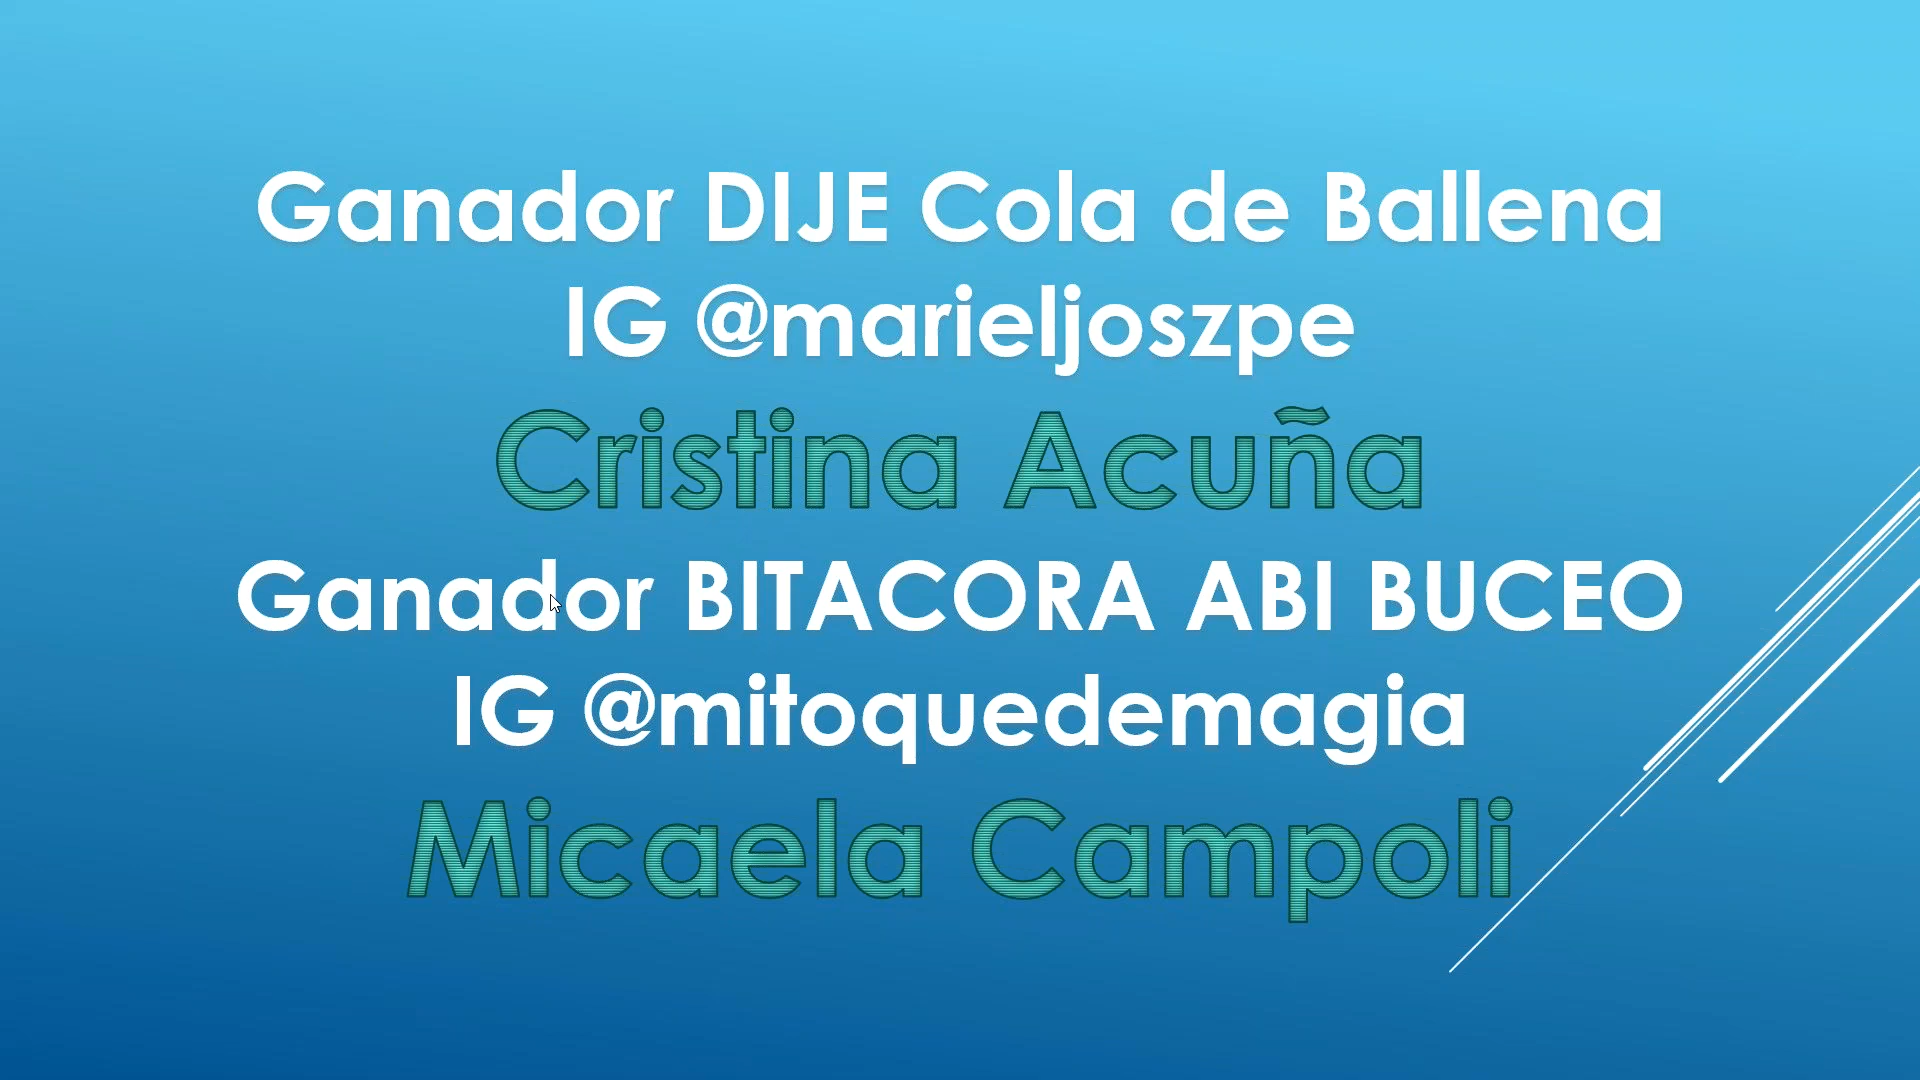 Ganador DIJE Cola de Ballena
IG @marieljoszpe
Cristina Acuña
Ganador BITACORA ABI BUCEO
IG @mitoquedemagia
Micaela Campoli